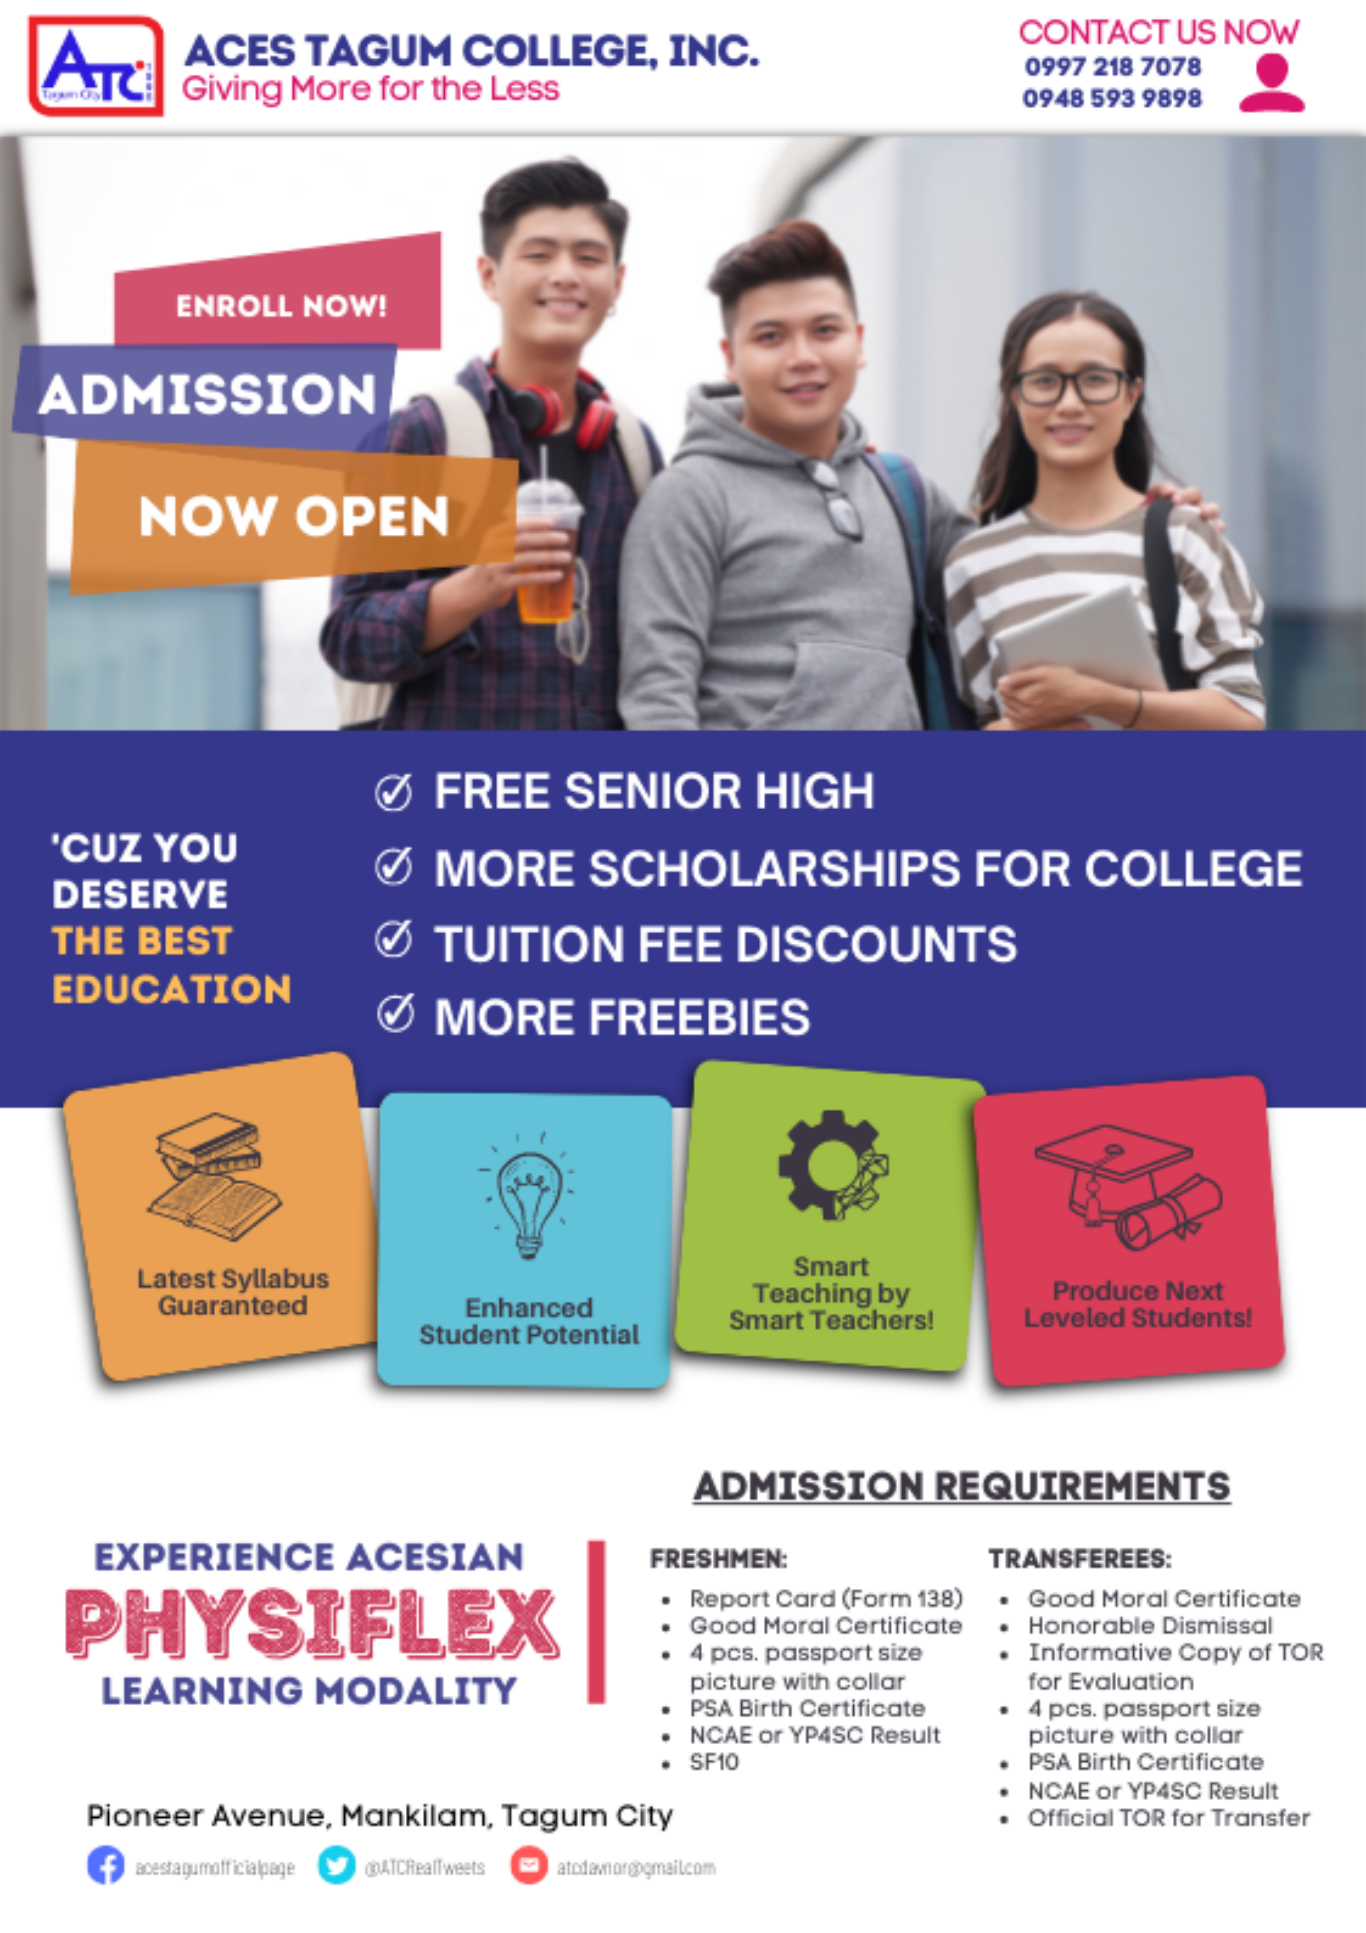 ATC
Tagum City
ACES TAGUM COLLEGE, INC.
Giving More for the Less
CONTACT US NOW
0997 218 7078
0948 593 9898
ENROLL NOW!
ADMISSION
NOW OPEN
'CUZ YOU
DESERVE
THE BEST
EDUCATION
FREE SENIOR HIGH
MORE SCHOLARSHIPS FOR COLLEGE
TUITION FEE DISCOUNTS
MORE FREEBIES
Latest Syllabus
Guaranteed
Enhanced
Student Potential
Smart
Teaching by
Smart Teachers!
Produce Next
Leveled Students!
EXPERIENCE ACESIAN
PHYSIFLEX
LEARNING MODALITY
ADMISSION REQUIREMENTS
FRESHMEN:
• Report Card (Form 138)
• Good Moral Certificate
• 4 pcs. passport size
picture with collar
• PSA Birth Certificate
• NCAE or YP4SC Result
• SF10
TRANSFEREES:
• Good Moral Certificate
• Honorable Dismissal
• Informative Copy of TOR
for Evaluation
• 4 pcs. passport size
picture with collar
• PSA Birth Certificate
• NCAE or YP4SC Result
• Official TOR for Transfer
Pioneer Avenue, Mankilam, Tagum City
acestagumofficialpage
@ATCRealTweets
atcdavnor@gmail.com